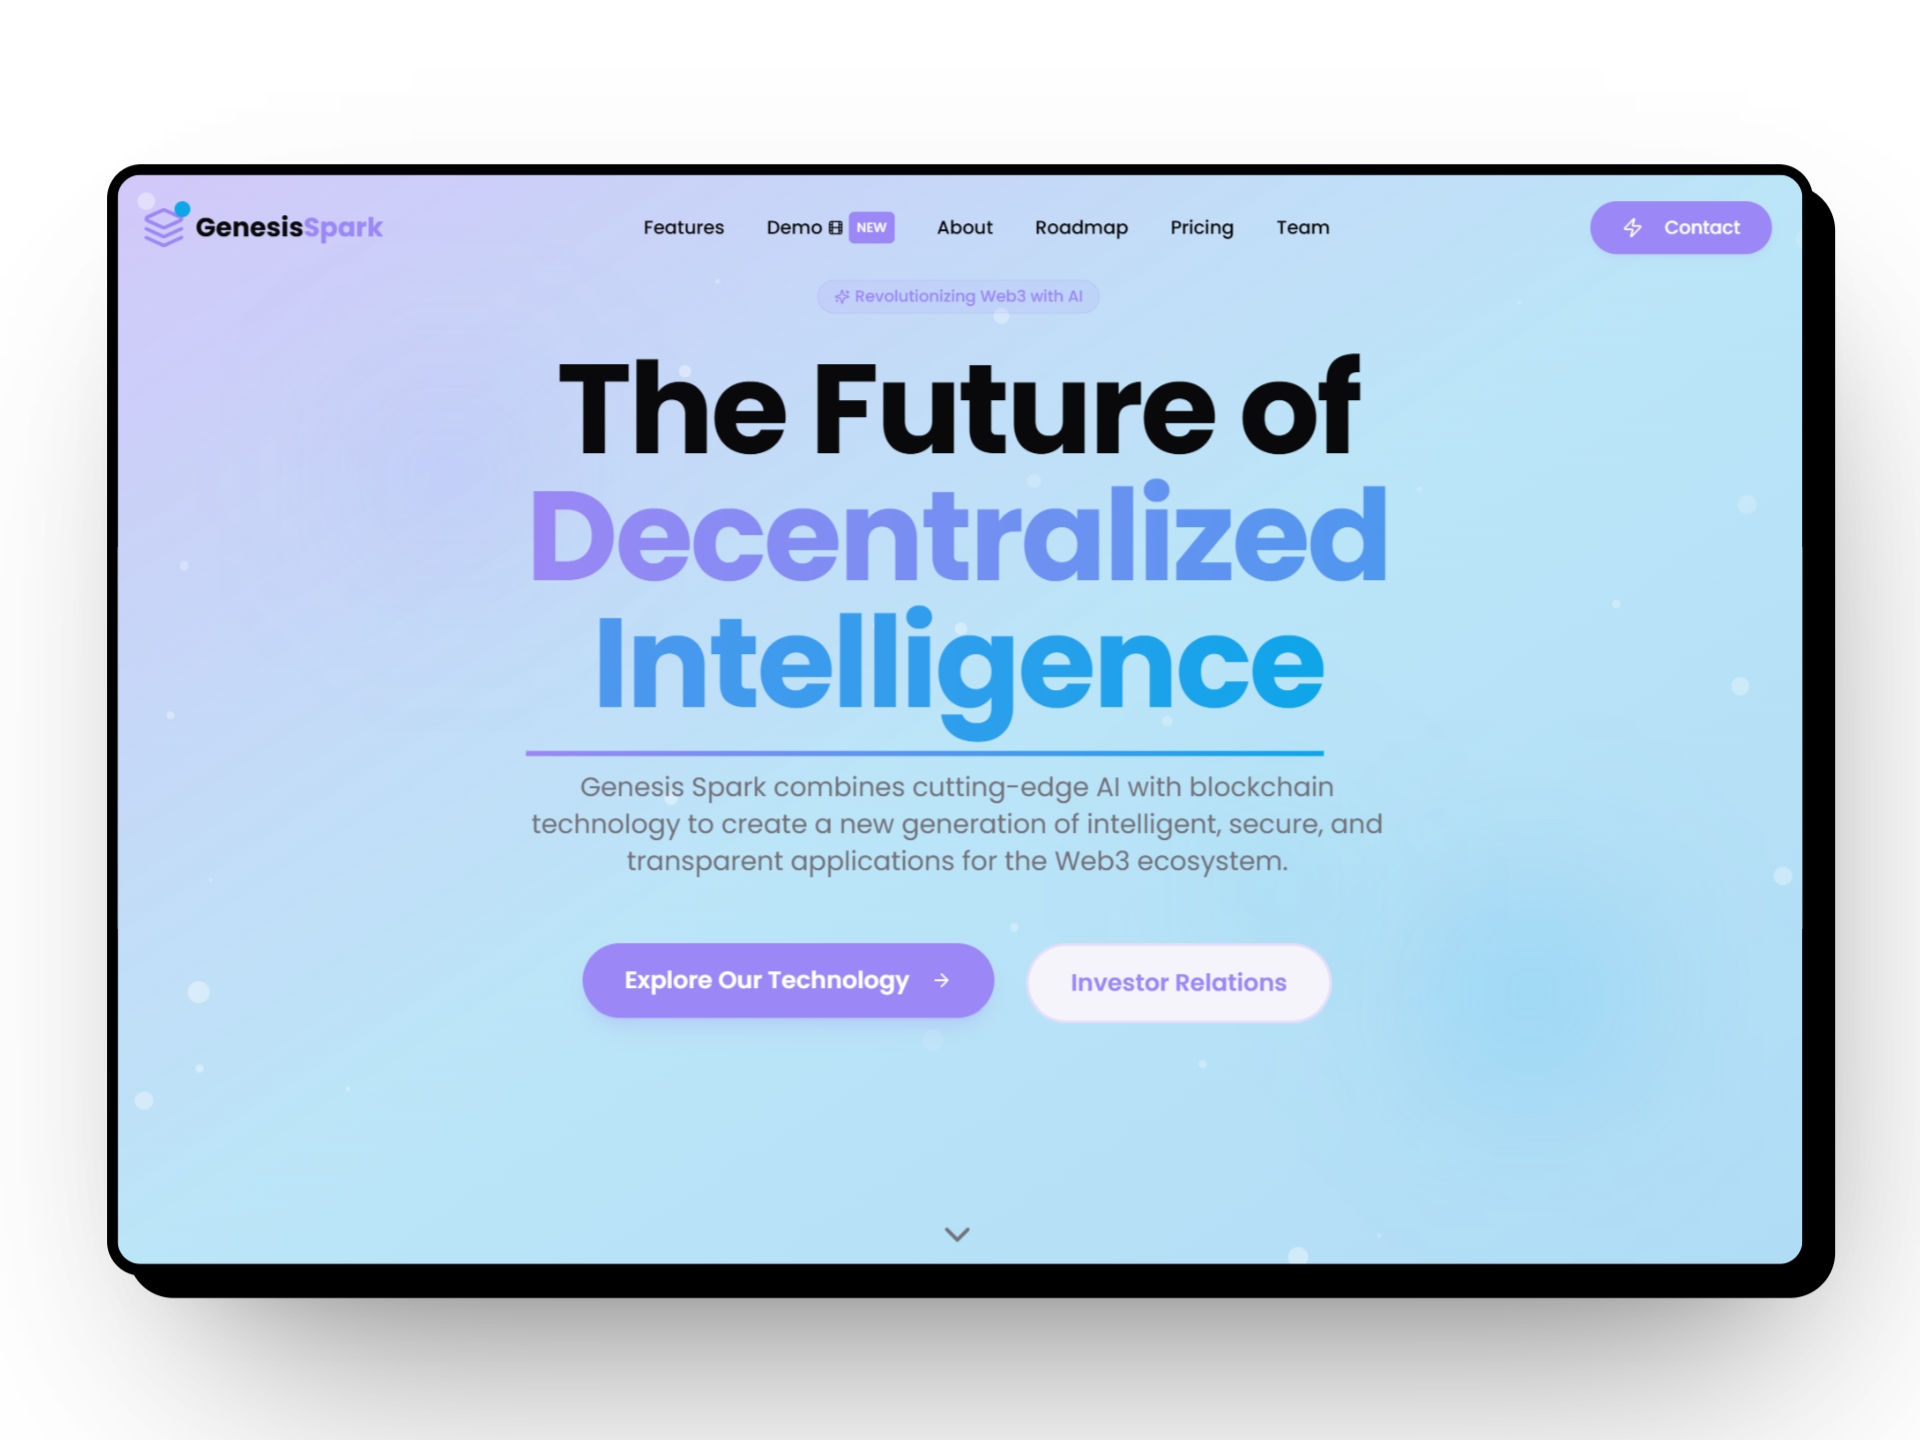 GenesisSpark
Features
Demo NEW
About
Roadmap
Pricing
Team
Contact
Revolutionizing Web3 with AI
The Future of
Decentralized
Intelligence
Genesis Spark combines cutting-edge AI with blockchain
technology to create a new generation of intelligent, secure, and
transparent applications for the Web3 ecosystem.
Explore Our Technology
Investor Relations